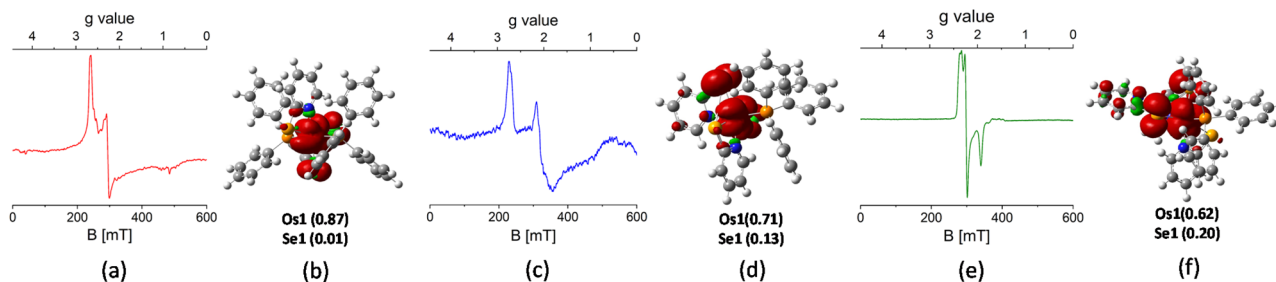 g value
4 3 2 1 0
0 200 400 600
B [mT]
(a)
Os1 (0.87)
Se1 (0.01)
(b)
g value
4 3 2 1 0
0 200 400 600
B [mT]
(c)
Os1(0.71)
Se1 (0.13)
(d)
g value
4 3 2 1 0
0 200 400 600
B [mT]
(e)
Os1(0.62)
Se1 (0.20)
(f)